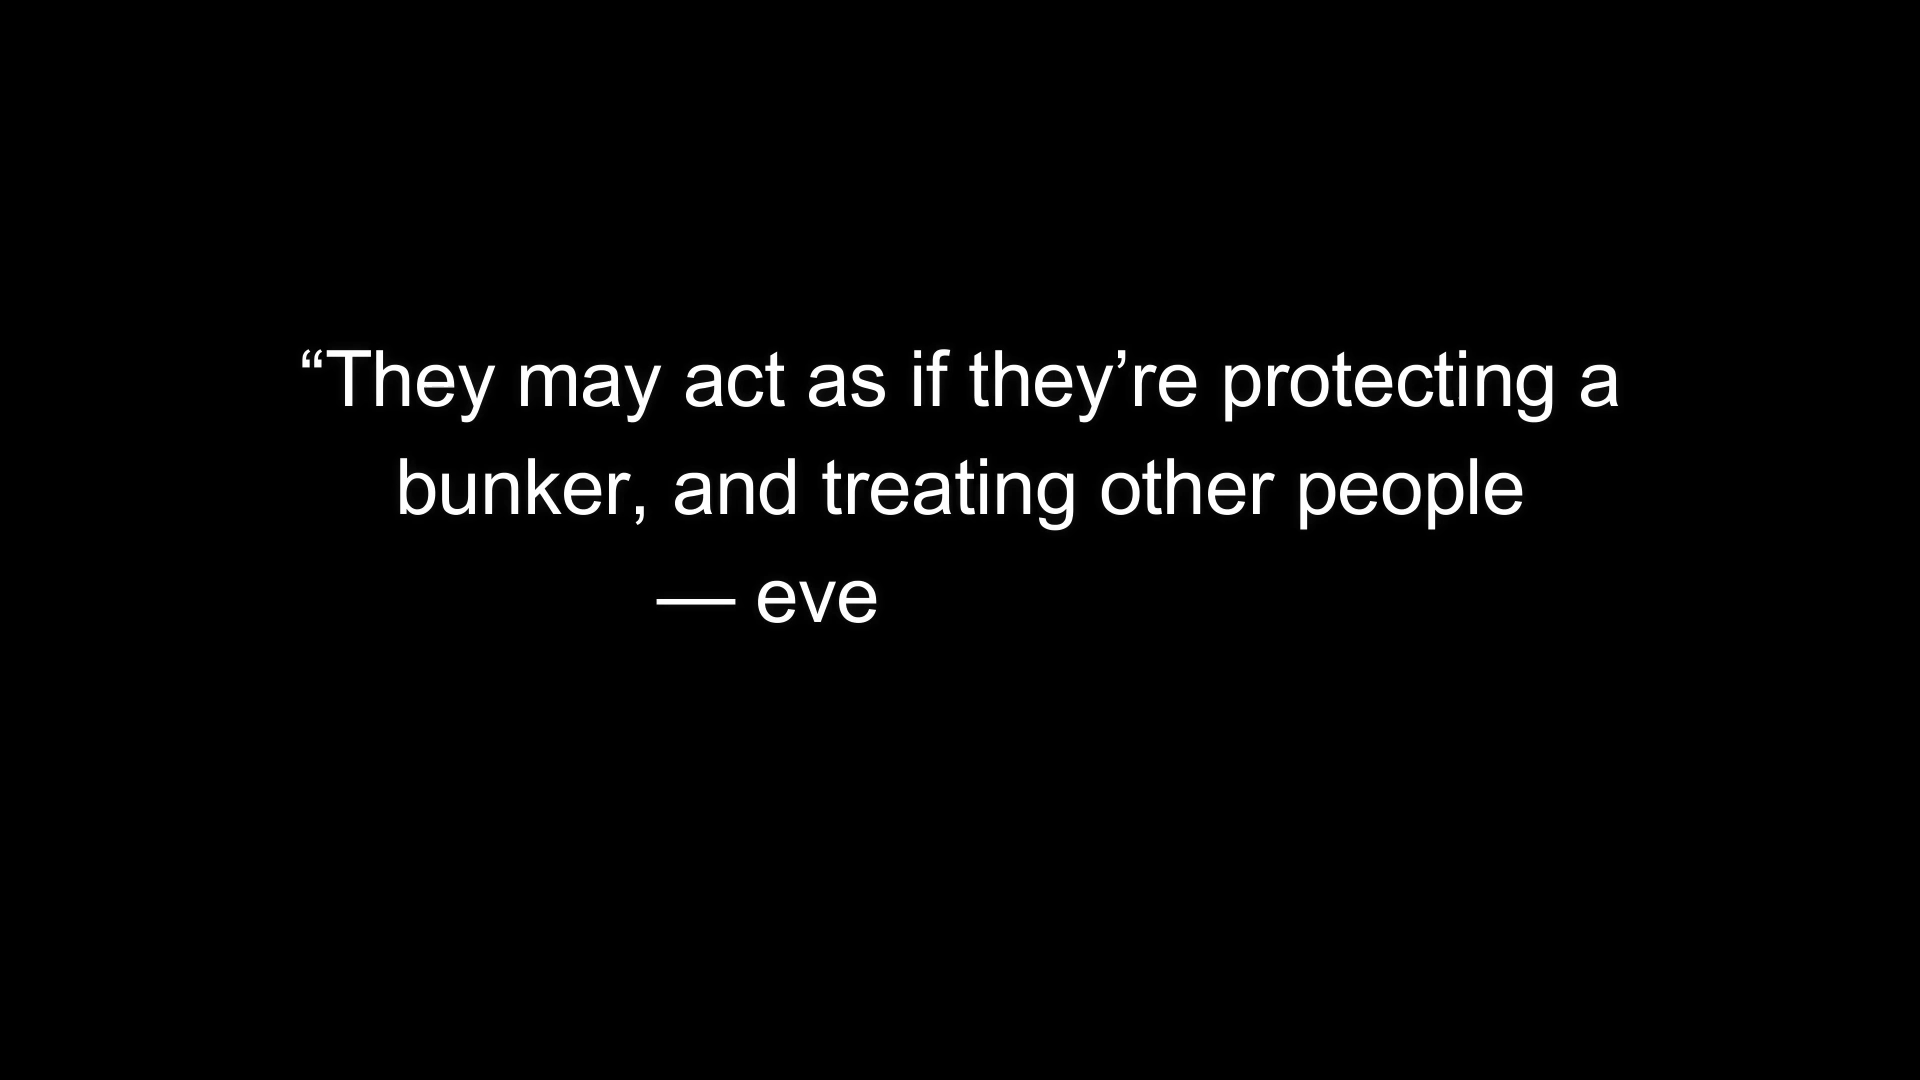 “They may act as if they’re protecting a
bunker, and treating other people
— eve